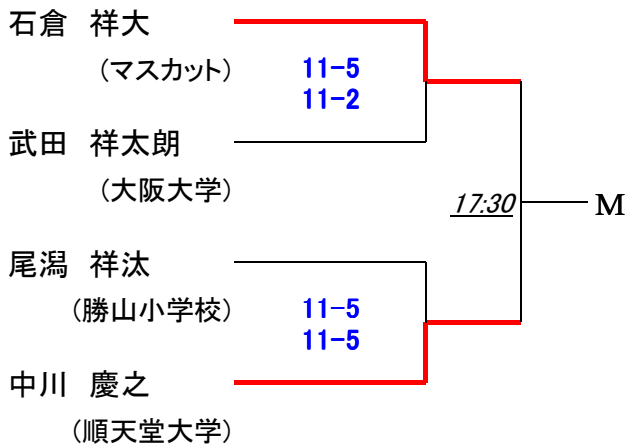 石倉 祥大
(マスカット)
11-5
11-2
武田 祥太朗
(大阪大学)
17:30
M
尾潟 祥汰
(勝山小学校)
11-5
11-5
中川 慶之
(順天堂大学)